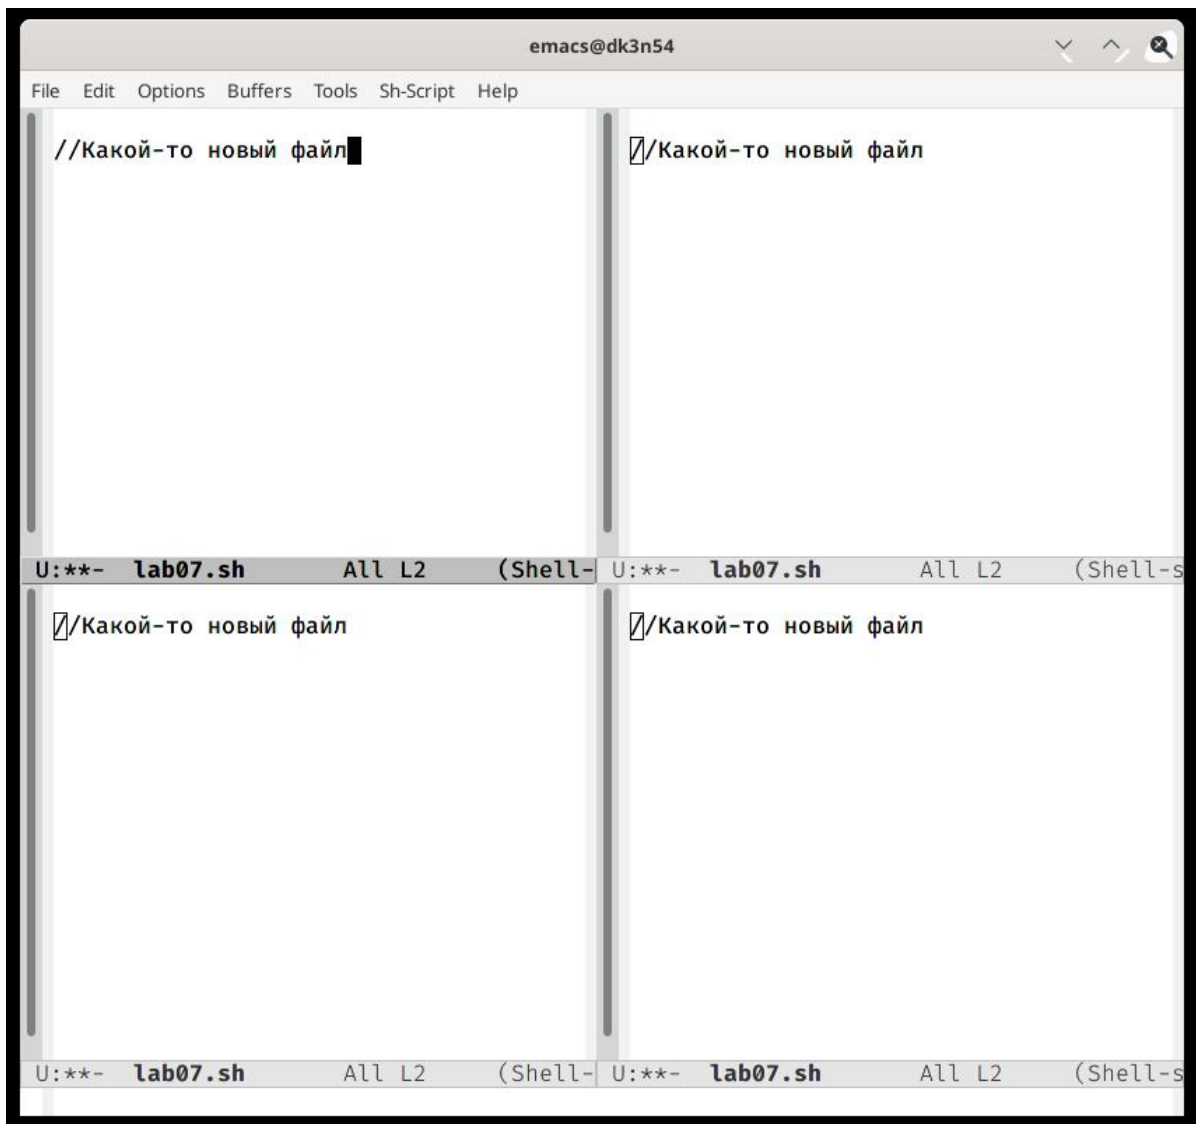 emacs@dk3n54
File Edit Options Buffers Tools Sh-Script Help
//Какой-то новый файл
//Какой-то новый файл
U:**- lab07.sh All L2 (Shell-
U:**- lab07.sh All L2 (Shell-s
//Какой-то новый файл
//Какой-то новый файл
U:**- lab07.sh All L2 (Shell-
U:**- lab07.sh All L2 (Shell-s